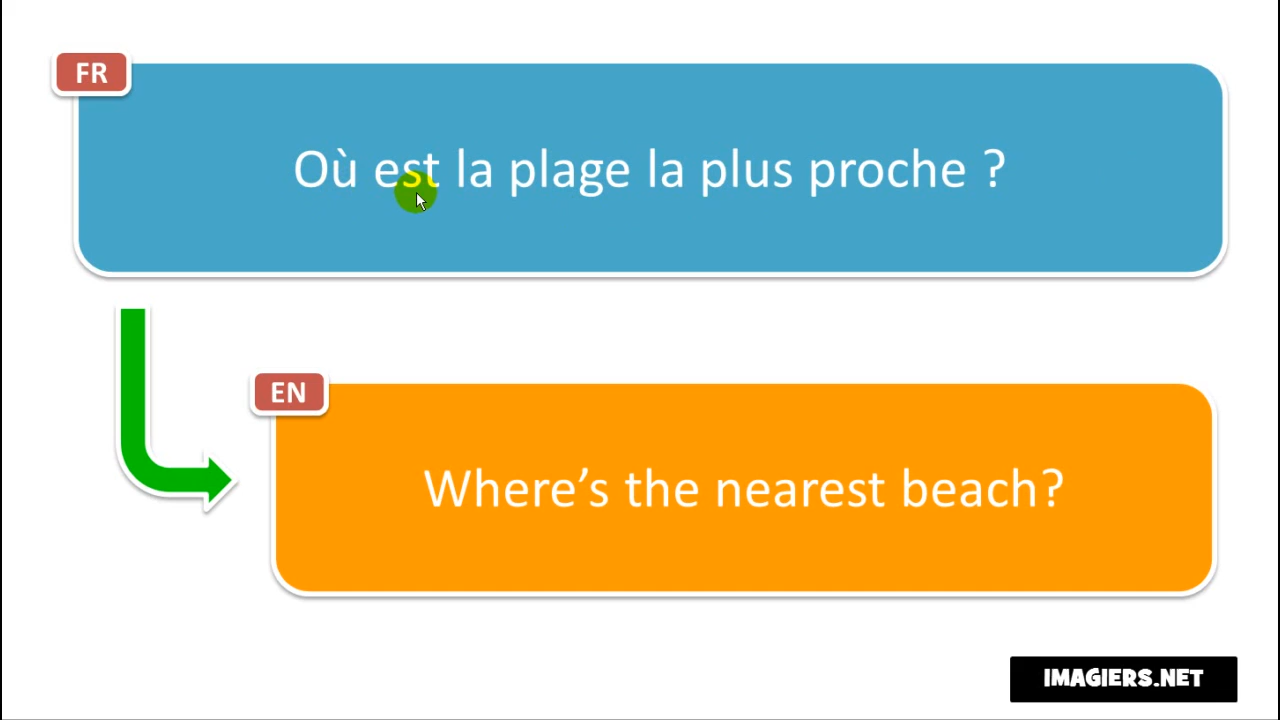 FR
Où est la plage la plus proche ?
EN
Where’s the nearest beach?
IMAGIERS.NET